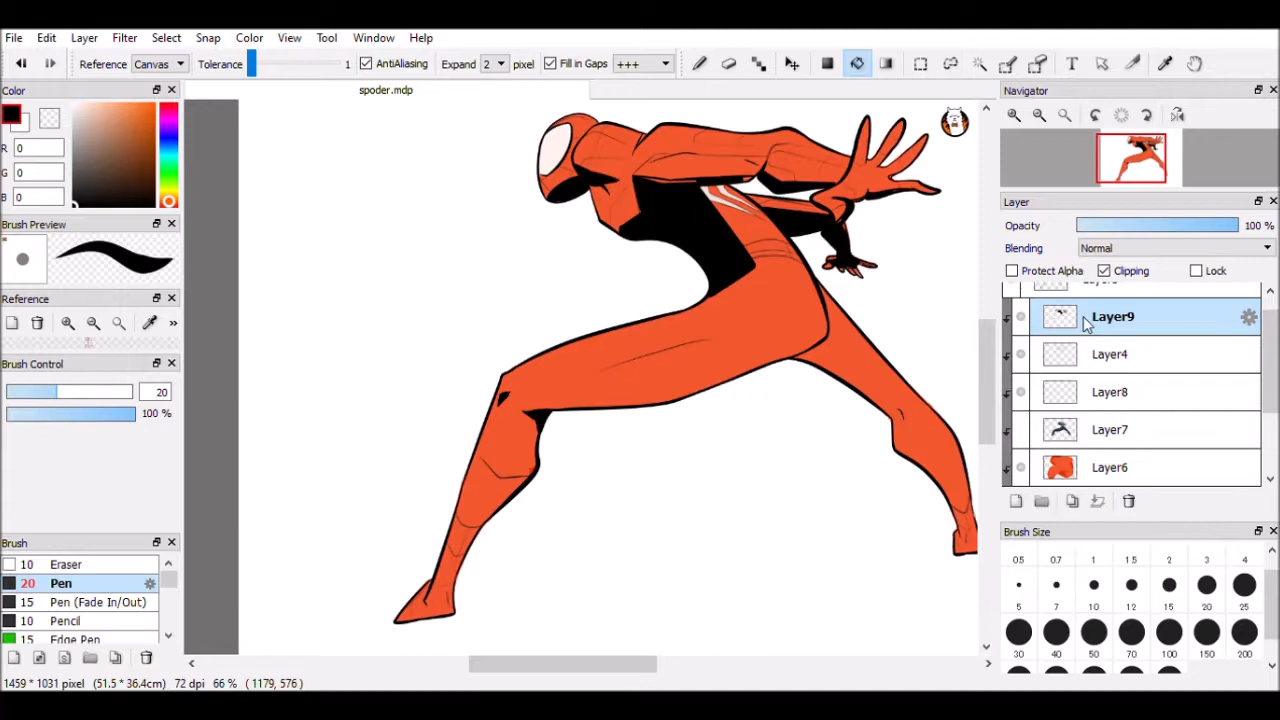 File Edit Layer Filter Select Snap Color View Tool Window Help
Reference Canvas Tolerance 1 AntiAliasing Expand 2 pixel Fill in Gaps +++
Color
spoder.mdp
R 0
G 0
B 0
Brush Preview
Reference
Brush Control
20
100 %
Brush
10 Eraser
20 Pen
15 Pen (Fade In/Out)
10 Pencil
15 Edge Pen
1459 * 1031 pixel (51.5 * 36.4cm) 72 dpi 66 % ( 1179, 576 )
Navigator
Layer
Opacity 100 %
Blending Normal
Protect Alpha Clipping Lock
Layer9
Layer4
Layer8
Layer7
Layer6
Brush Size
0.5 0.7 1 1.5 2 3 4
5 7 10 12 15 20 25
30 40 50 70 100 150 200